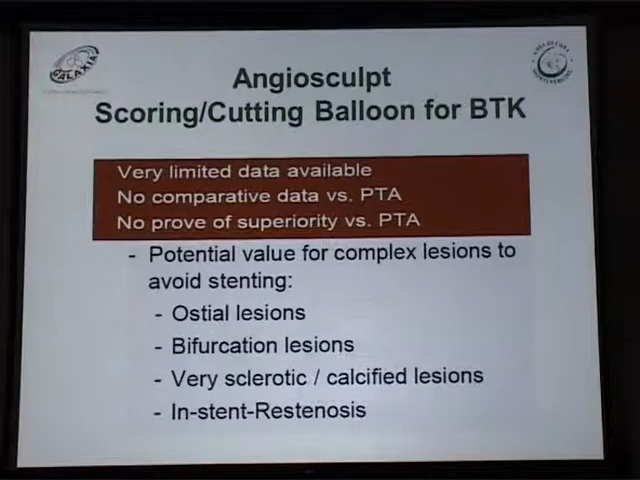 GALAXIA
Angiosculpt
Scoring/Cutting Balloon for BTK
Very limited data available
No comparative data vs. PTA
No prove of superiority vs. PTA
- Potential value for complex lesions to
avoid stenting:
- Ostial lesions
- Bifurcation lesions
- Very sclerotic / calcified lesions
- In-stent-Restenosis